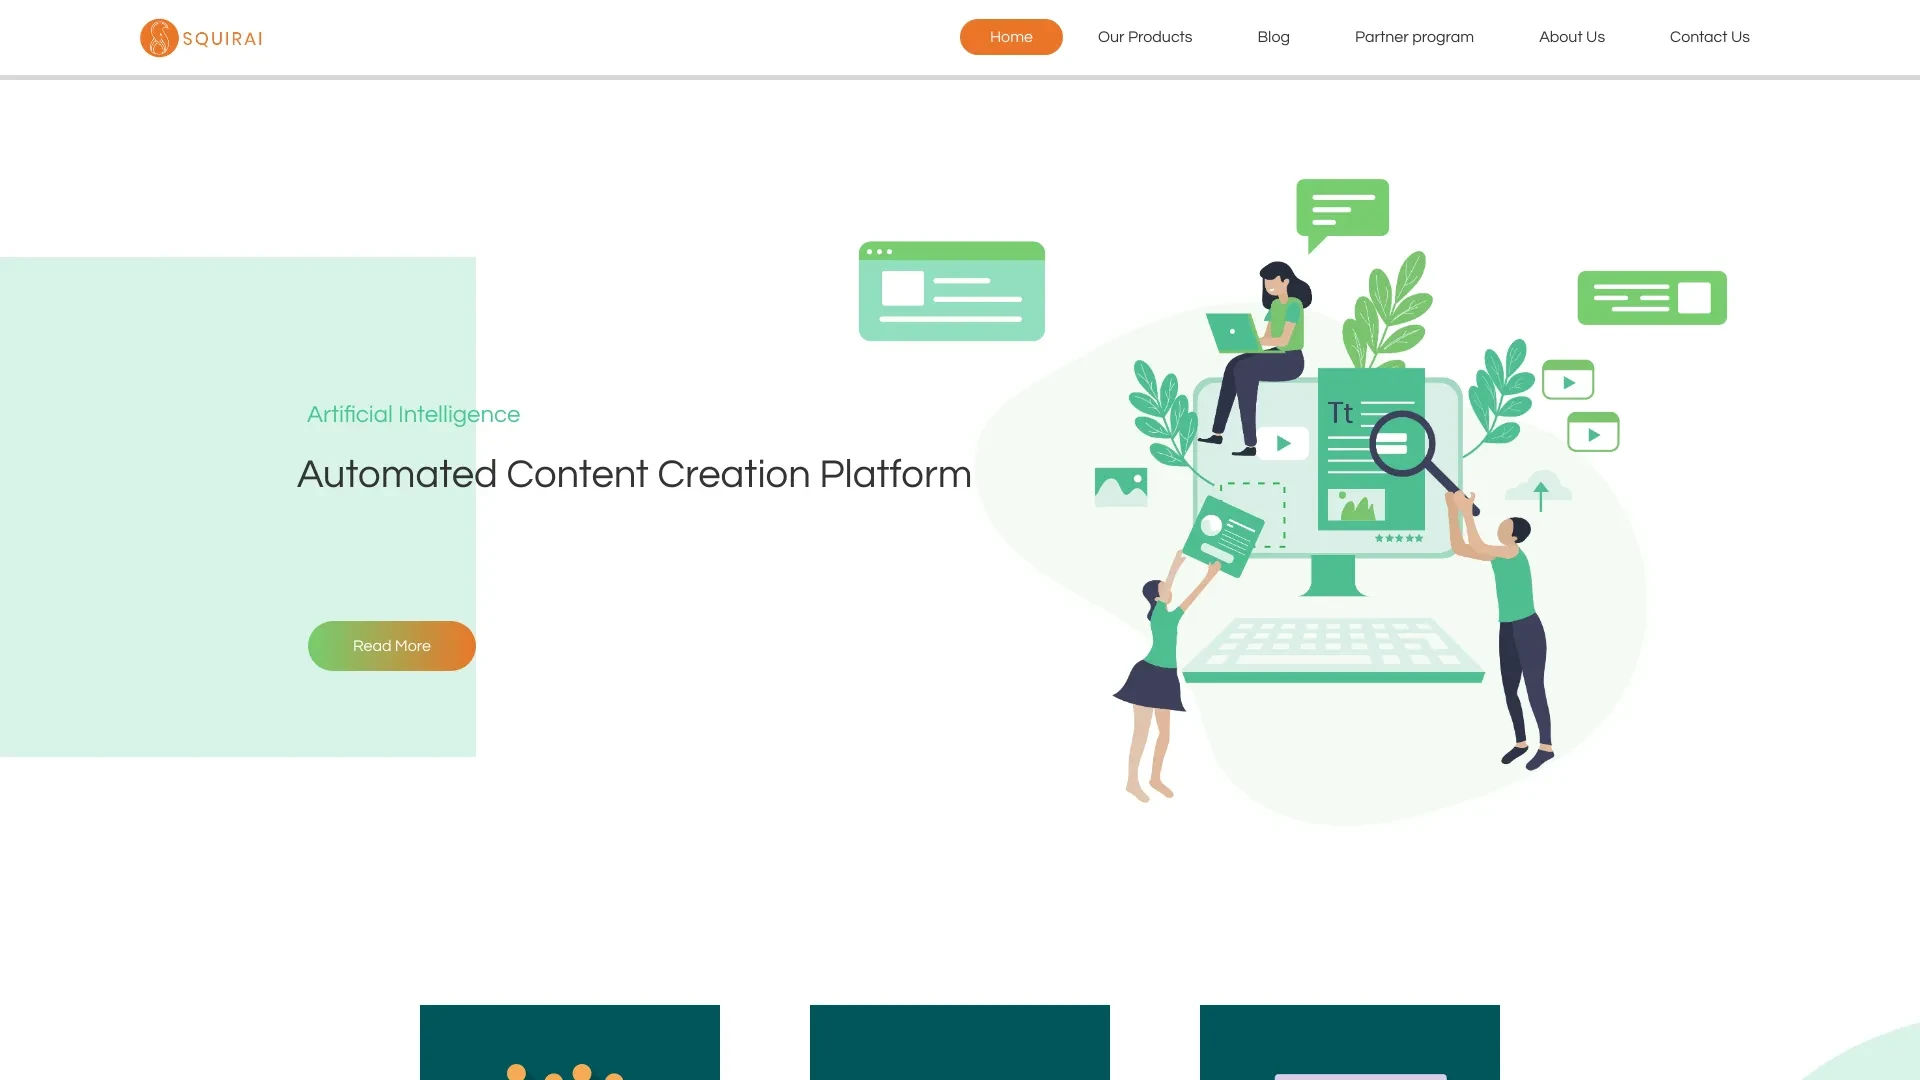 SQUIRAI
Home
Our Products
Blog
Partner program
About Us
Contact Us
Artificial Intelligence
Automated Content Creation Platform
Read More
Tt